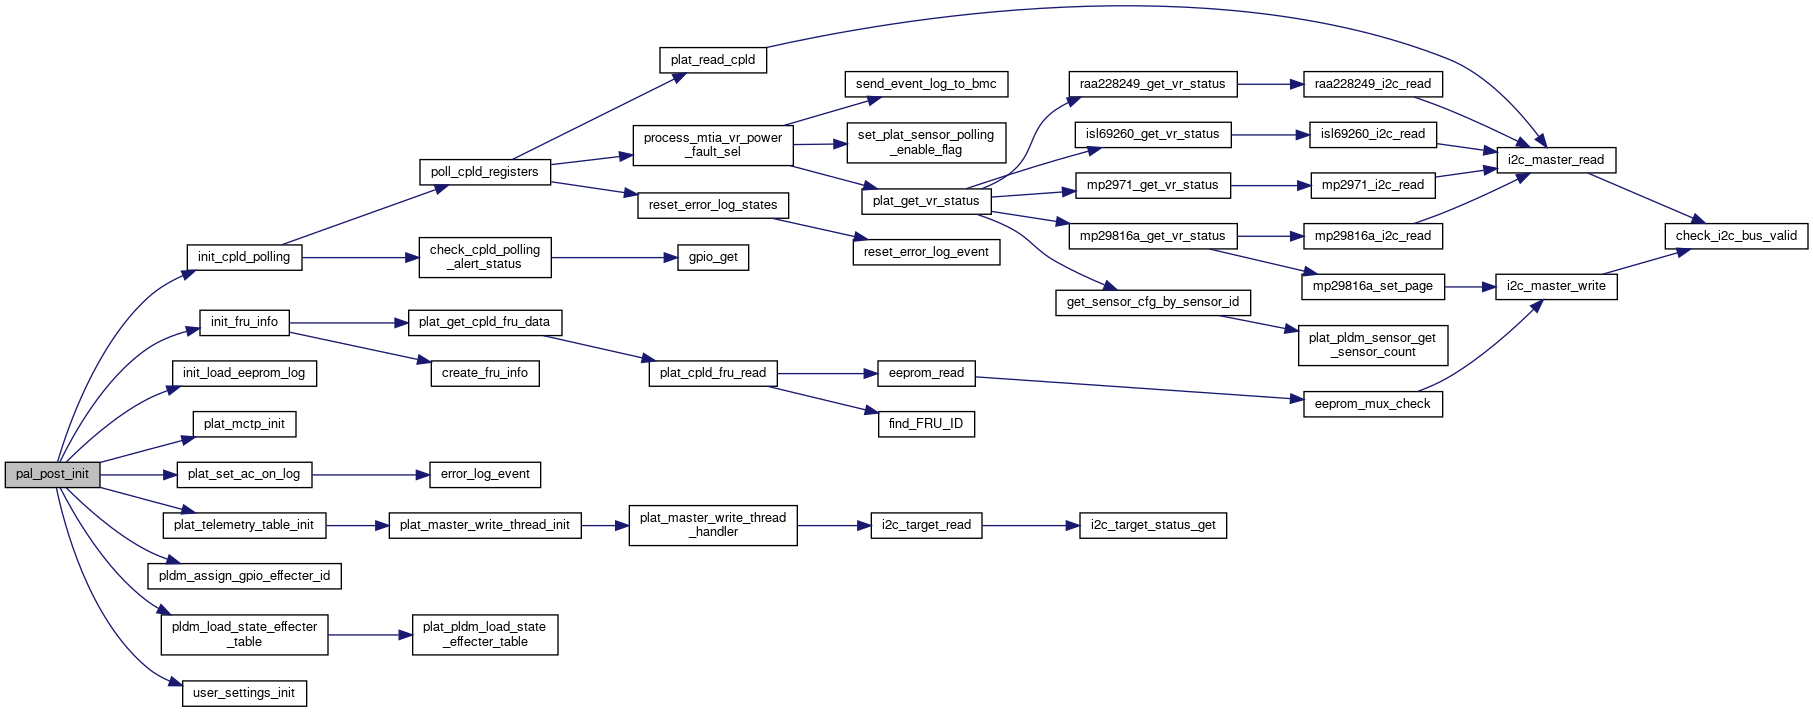 pal_post_init
init_cpld_polling
init_fru_info
init_load_eeprom_log
plat_mctp_init
plat_set_ac_on_log
plat_telemetry_table_init
pldm_assign_gpio_effecter_id
pldm_load_state_effecter
_table
user_settings_init
poll_cpld_registers
check_cpld_polling
_alert_status
plat_get_cpld_fru_data
create_fru_info
error_log_event
plat_master_write_thread_init
plat_pldm_load_state
_effecter_table
plat_read_cpld
process_mtia_vr_power
_fault_sel
reset_error_log_states
gpio_get
plat_cpld_fru_read
plat_master_write_thread
_handler
send_event_log_to_bmc
set_plat_sensor_polling
_enable_flag
plat_get_vr_status
reset_error_log_event
eeprom_read
find_FRU_ID
i2c_target_read
raa228249_get_vr_status
isl69260_get_vr_status
mp2971_get_vr_status
mp29816a_get_vr_status
get_sensor_cfg_by_sensor_id
i2c_target_status_get
raa228249_i2c_read
isl69260_i2c_read
mp2971_i2c_read
mp29816a_i2c_read
mp29816a_set_page
plat_pldm_sensor_get
_sensor_count
eeprom_mux_check
i2c_master_read
i2c_master_write
check_i2c_bus_valid